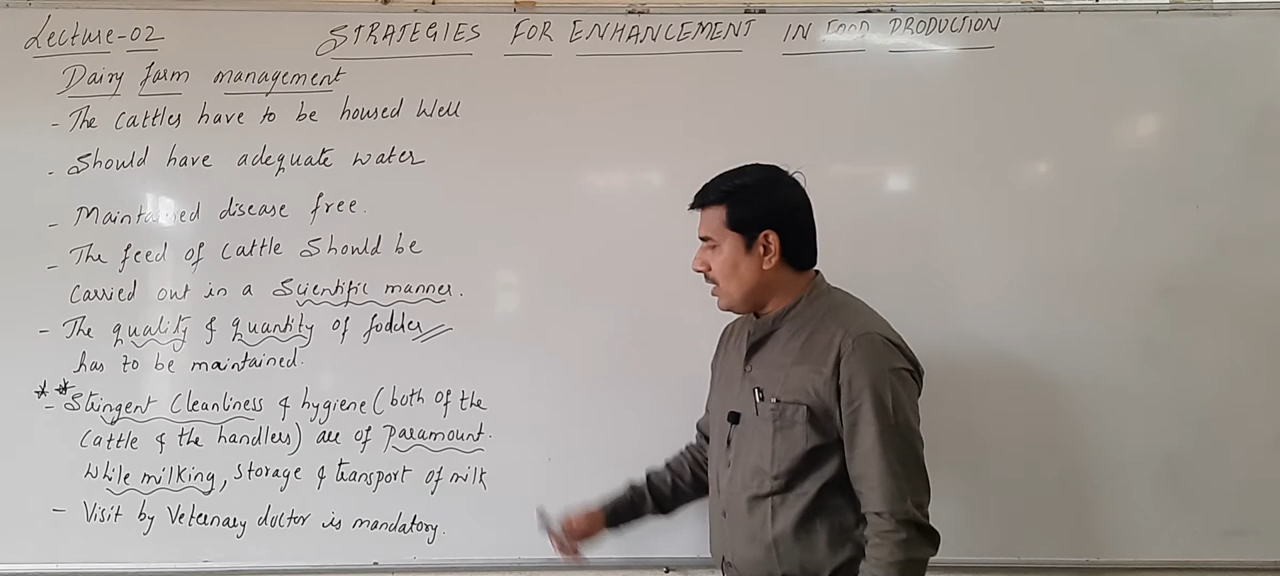 Lecture-02
STRATEGIES FOR ENHANCEMENT IN FOOD PRODUCTION
Dairy farm management
- The Cattles have to be housed Well
- Should have adequate water
- Maintained disease free.
- The feed of Cattle Should be
Carried out in a Scientific manner.
- The quality & quantity of fodder
has to be maintained.
** - Stringent Cleanliness & hygiene (both of the
Cattle & the handlers) are of Paramount.
While milking, Storage & transport of milk
- Visit by Veternary doctor is mandatory.